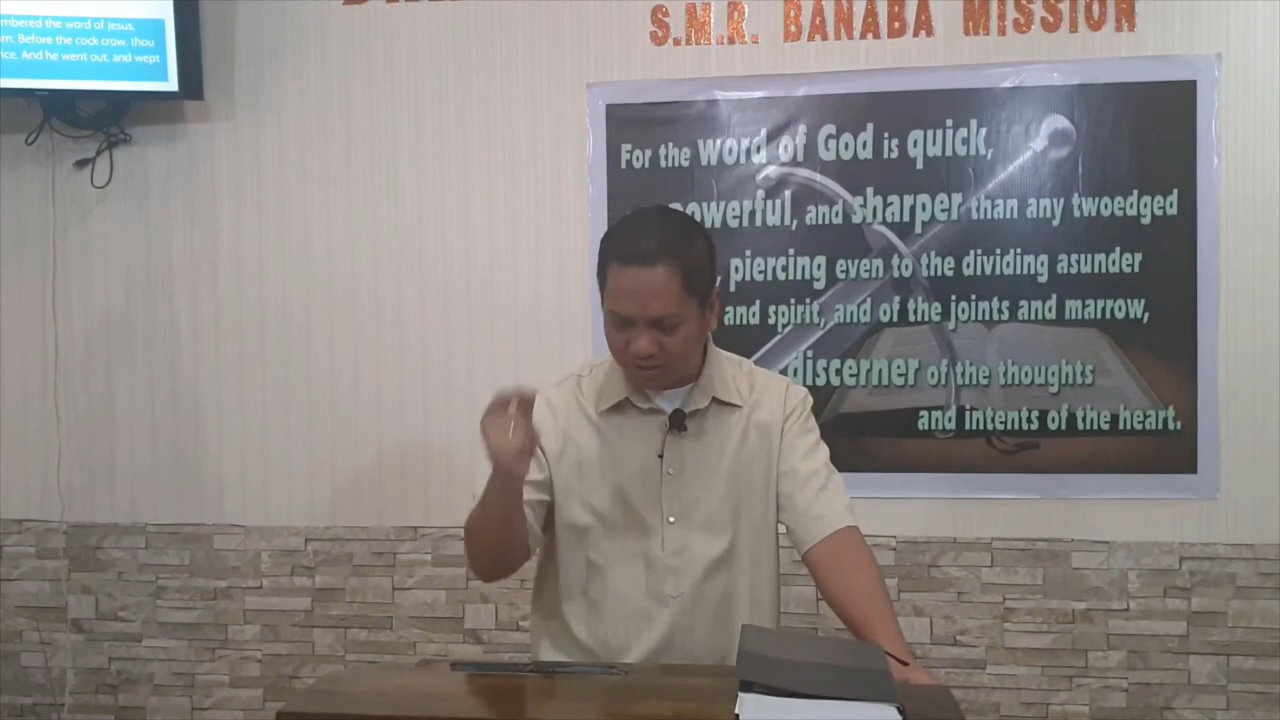 mbered the word of Jesus,
m, Before the cock crow, thou
ice. And he went out, and wept
S.M.R. BANABA MISSION
For the word of God is quick,
powerful, and sharper than any twoedged
, piercing even to the dividing asunder
and spirit, and of the joints and marrow,
discerner of the thoughts
and intents of the heart.